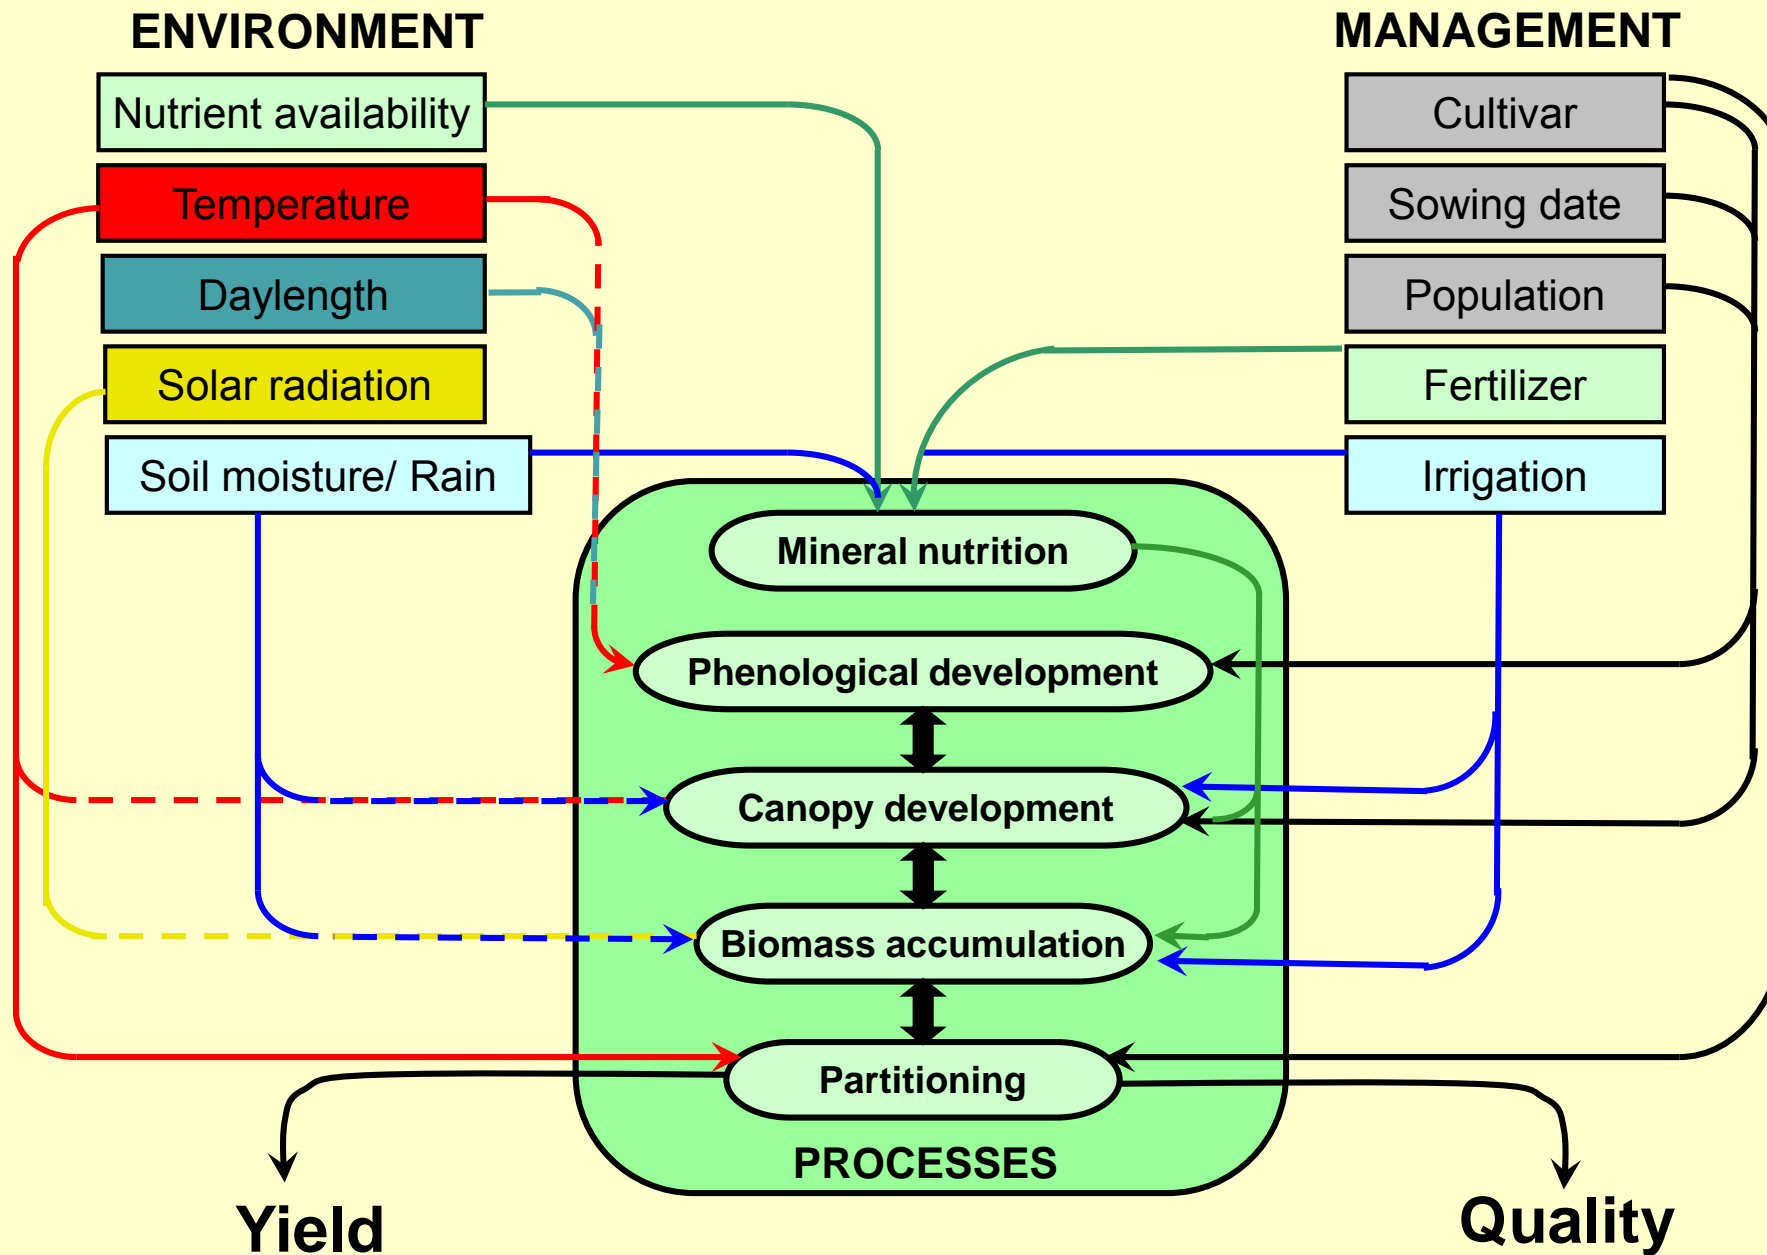 ENVIRONMENT
Nutrient availability
Temperature
Daylength
Solar radiation
Soil moisture/ Rain
MANAGEMENT
Cultivar
Sowing date
Population
Fertilizer
Irrigation
Mineral nutrition
Phenological development
Canopy development
Biomass accumulation
Partitioning
PROCESSES
Yield
Quality